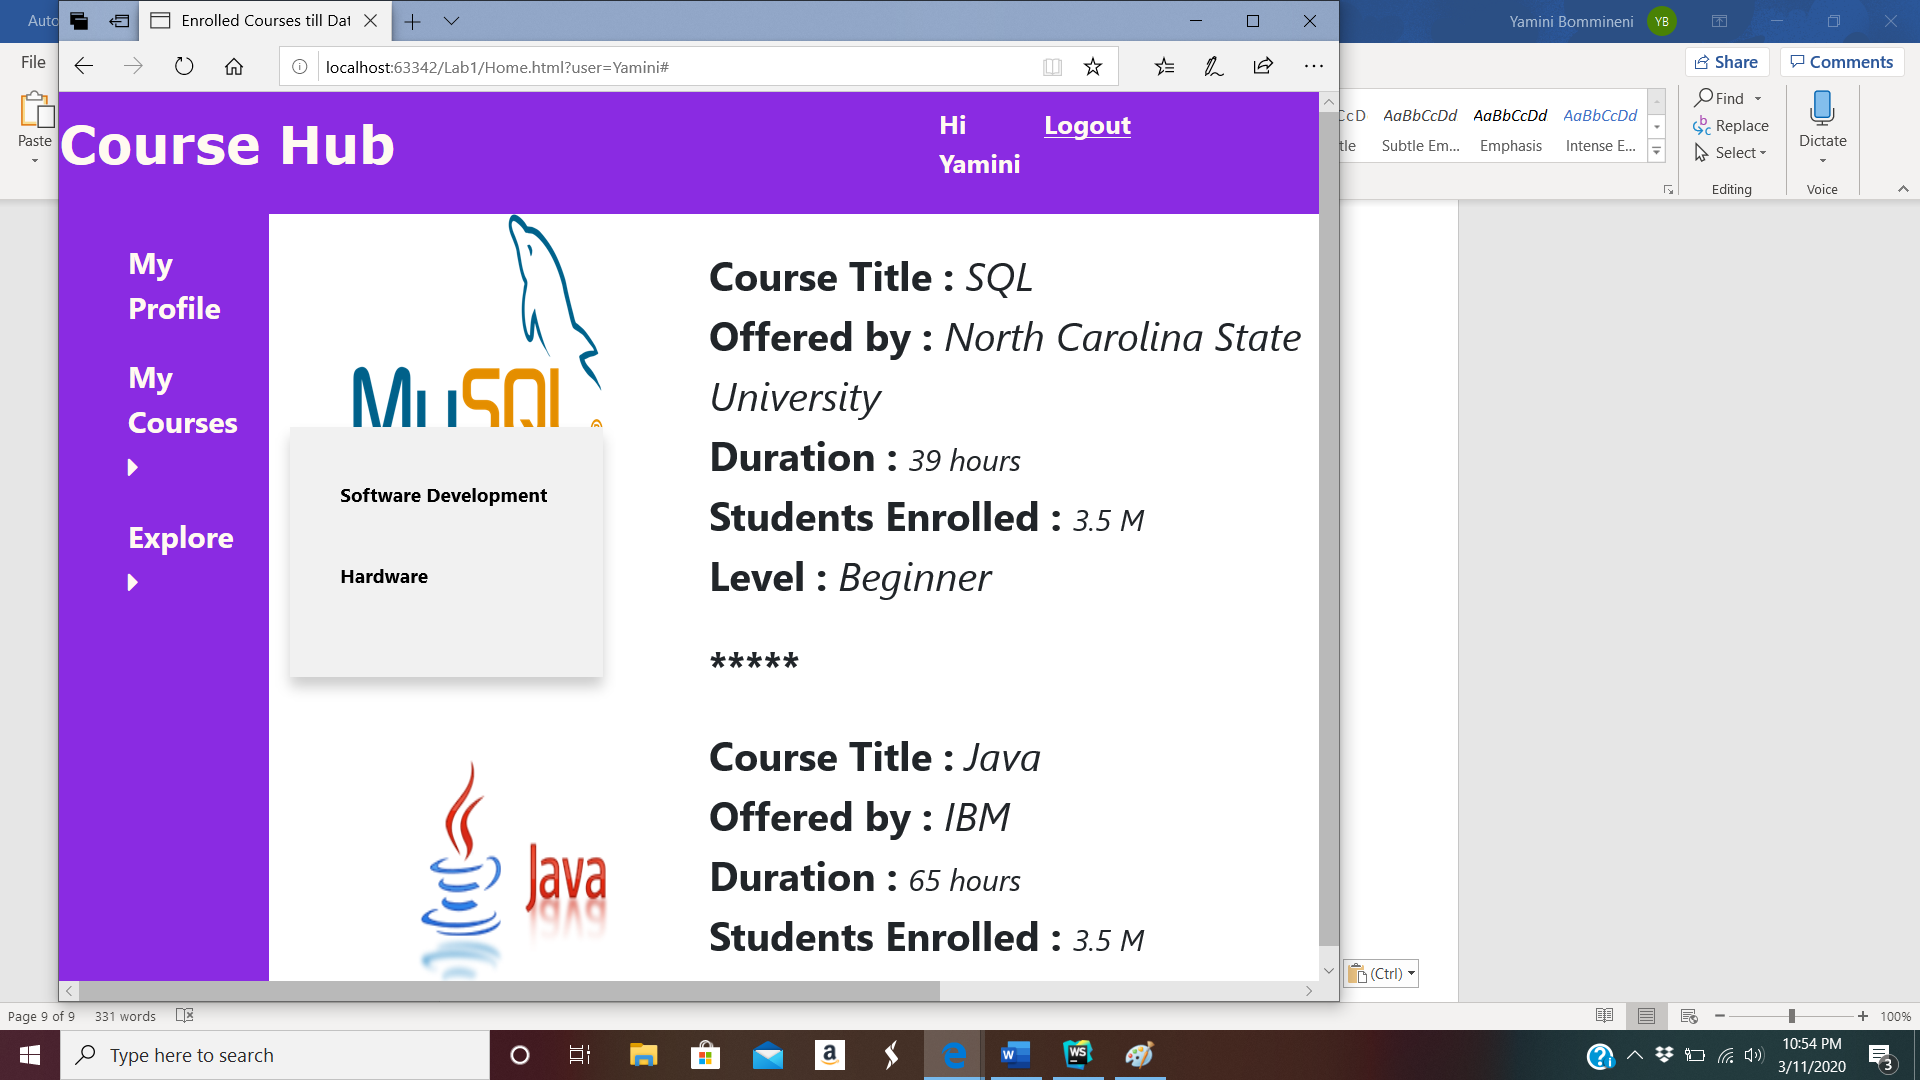 Auto
Enrolled Courses till Dat
Yamini Bommineni
YB
File
localhost:63342/Lab1/Home.html?user=Yamini#
Share
Comments
Paste
Course Hub
Hi
Yamini
Logout
CcD
AaBbCcDd
AaBbCcDd
AaBbCcDd
tle
Subtle Em...
Emphasis
Intense E...
Find
Replace
Select
Editing
Dictate
Voice
My
Profile
My
Courses
Explore
MySQL
Software Development
Hardware
Course Title : SQL
Offered by : North Carolina State
University
Duration : 39 hours
Students Enrolled : 3.5 M
Level : Beginner
*****
Java
Course Title : Java
Offered by : IBM
Duration : 65 hours
Students Enrolled : 3.5 M
(Ctrl)
Page 9 of 9
331 words
100%
Type here to search
a
W
WS
10:54 PM
3/11/2020
3